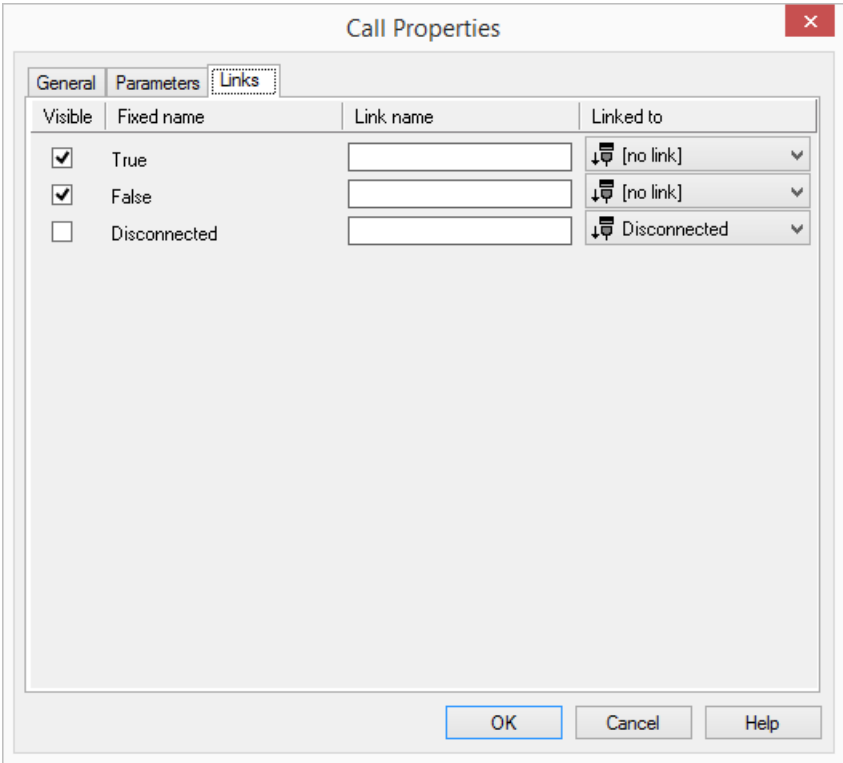 Call Properties
General Parameters Links
Visible Fixed name Link name Linked to
True [no link]
False [no link]
Disconnected Disconnected
OK Cancel Help